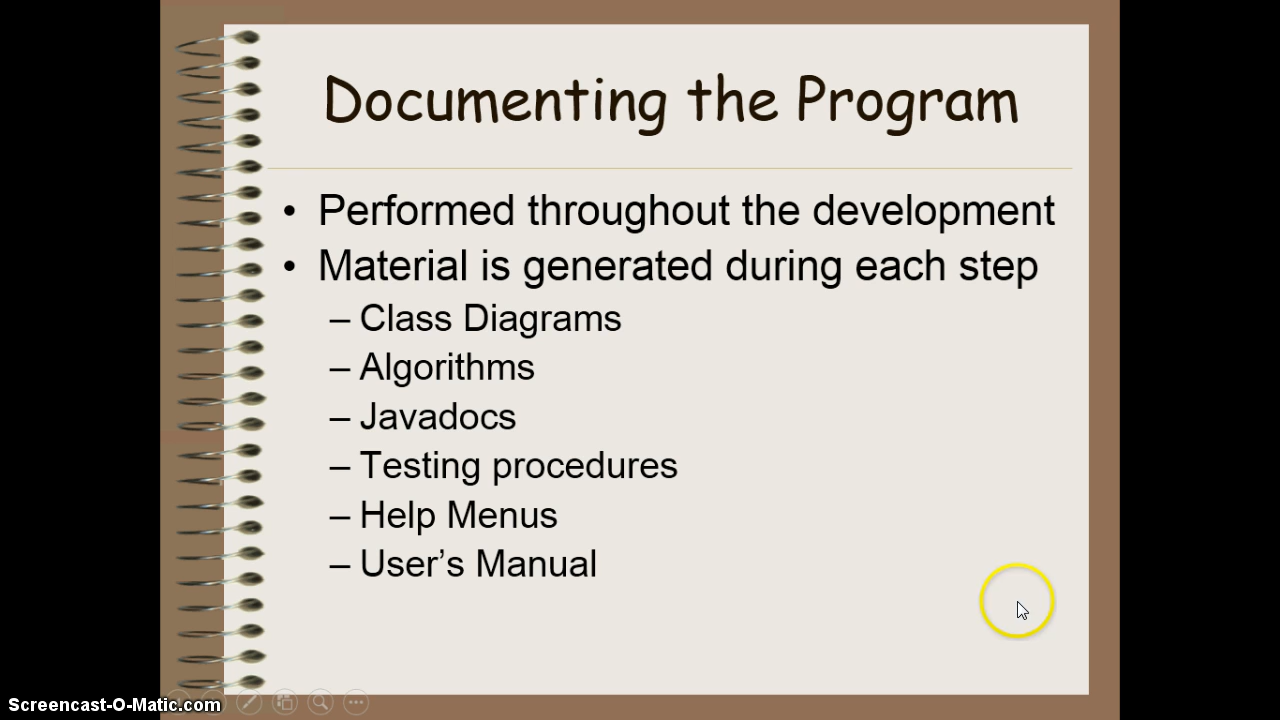 Documenting the Program
• Performed throughout the development
• Material is generated during each step
– Class Diagrams
– Algorithms
– Javadocs
– Testing procedures
– Help Menus
– User’s Manual
Screencast-O-Matic.com